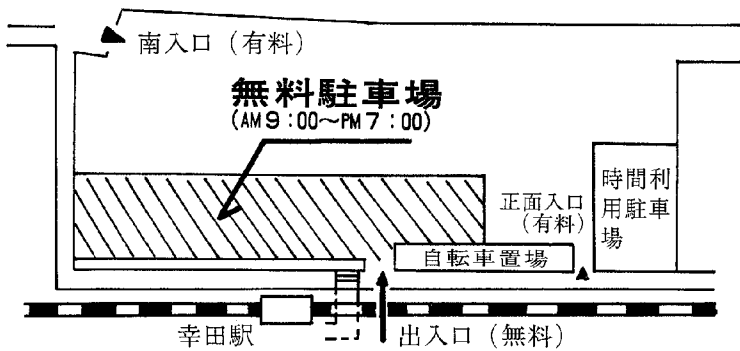 南入口（有料）
無料駐車場
(AM9:00～PM7:00)
正面入口
(有料)
時間利
用駐車
場
自転車置場
幸田駅
出入口（無料）